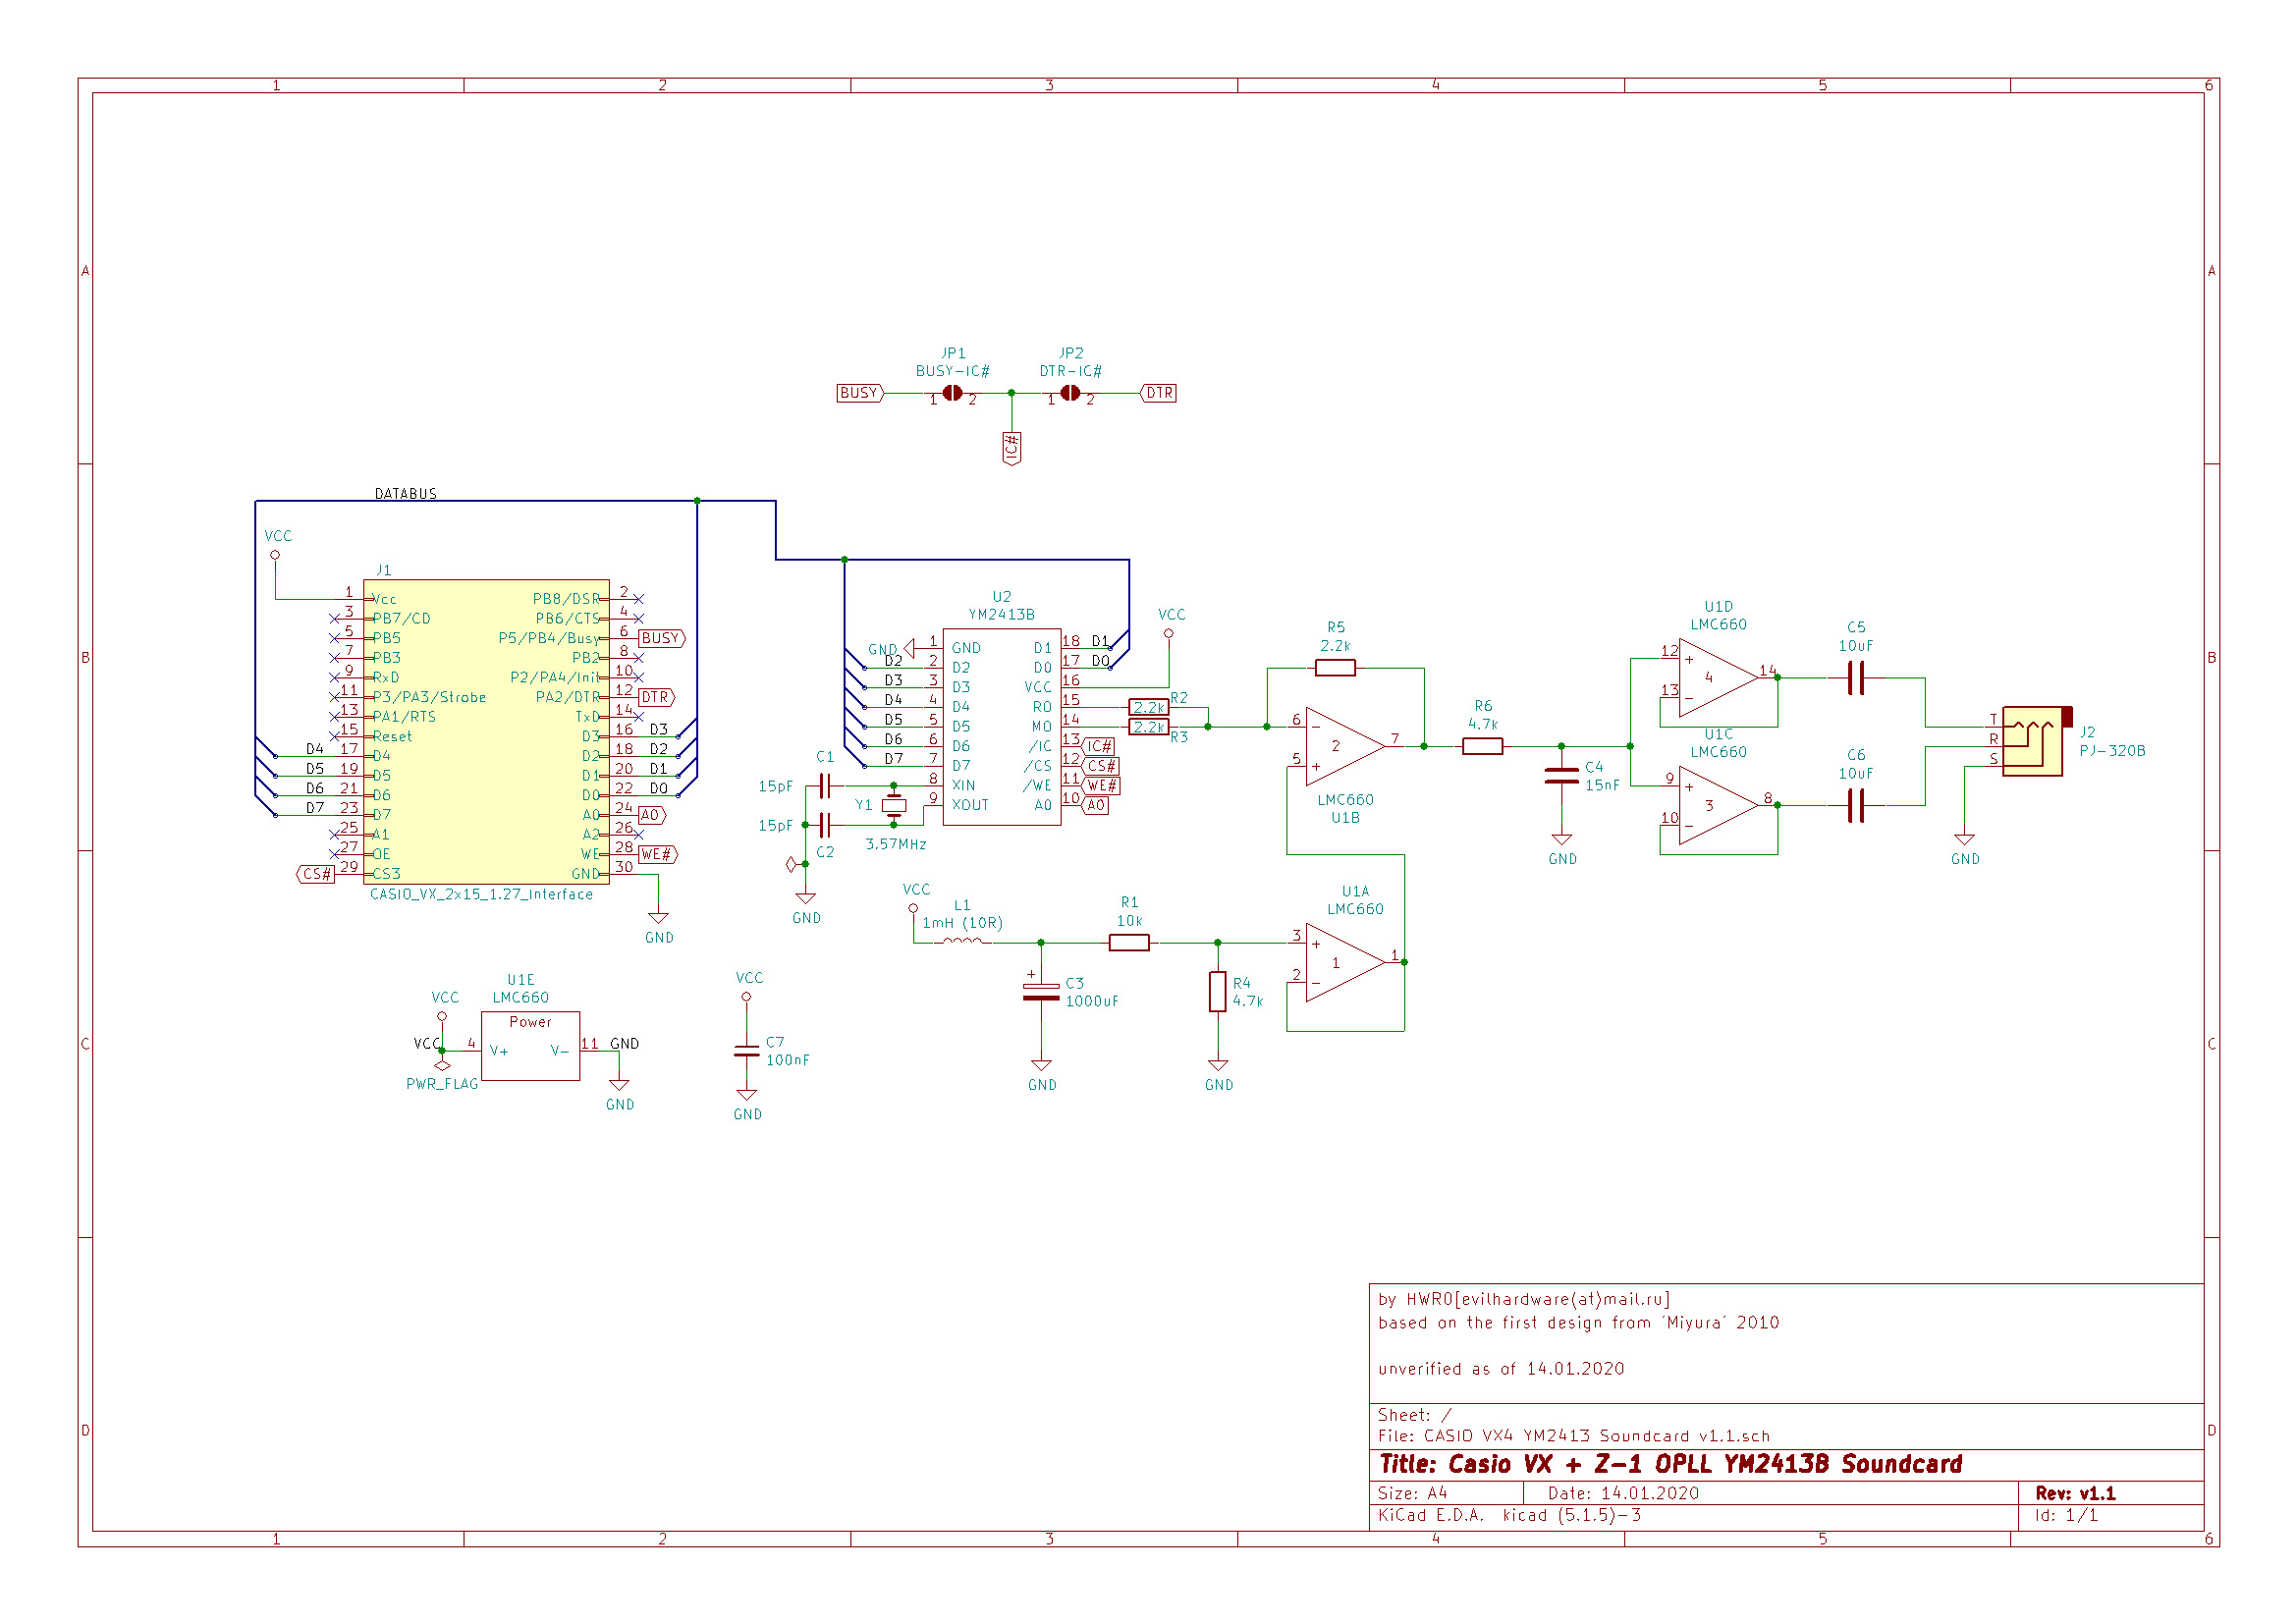 1 2 3 4 5 6
A A
JP1 JP2
BUSY-IC# DTR-IC#
BUSY 1 2 1 2 DTR
IC#
DATABUS
VCC
J1
1 Vcc PB8/DSR 2
3 PB7/CD PB6/CTS 4
5 PB5 P5/PB4/Busy 6 BUSY
7 PB3 PB2 8
9 RxD P2/PA4/Init 10
11 P3/PA3/Strobe PA2/DTR 12 DTR
13 PA1/RTS TxD 14
15 Reset D3 16 D3
D4 17 D4 D2 18 D2
D5 19 D5 D1 20 D1
D6 21 D6 D0 22 D0
D7 23 D7 A0 24 A0
25 A1 A2 26
27 OE WE 28 WE#
CS# 29 CS3 GND 30
CASIO_VX_2x15_1.27_Interface
GND
B B
U2
YM2413B
VCC
GND 1 GND D1 18 D1
D2 2 D2 D0 17 D0
D3 3 D3 VCC 16
D4 4 D4 RO 15 2.2k R2
D5 5 D5 MO 14 2.2k R3
D6 6 D6 /IC 13 IC#
D7 7 D7 /CS 12 CS#
8 XIN /WE 11 WE#
9 XOUT A0 10 A0
C1
15pF
Y1
15pF
C2
3.57MHz
GND
R5
2.2k
6 −
2 7
5 +
LMC660
U1B
R6
4.7k
C4
15nF
GND
U1D
LMC660
12 +
4 14
13 −
U1C
LMC660
9 +
3 8
10 −
C5
10uF
C6
10uF
T
R
S
J2
PJ-320B
GND
VCC
L1
1mH (10R)
R1
10k
+
C3
1000uF
GND
R4
4.7k
GND
U1A
LMC660
3 +
1 1
2 −
C C
U1E
LMC660
VCC
Power
VCC 4 V+ V- 11 GND
PWR_FLAG
GND
VCC
C7
100nF
GND
D D
by HWR0[evilhardware(at)mail.ru]
based on the first design from ´Miyura´ 2010
unverified as of 14.01.2020
Sheet: /
File: CASIO VX4 YM2413 Soundcard v1.1.sch
Title: Casio VX + Z-1 OPLL YM2413B Soundcard
Size: A4 Date: 14.01.2020 Rev: v1.1
KiCad E.D.A. kicad (5.1.5)-3 Id: 1/1
1 2 3 4 5 6